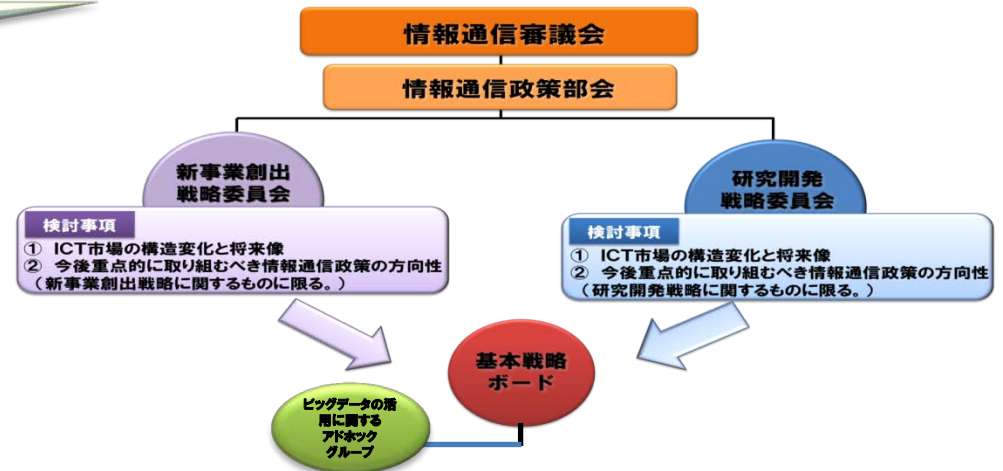 情報通信審議会
情報通信政策部会
新事業創出
戦略委員会
検討事項
① ICT市場の構造変化と将来像
② 今後重点的に取り組むべき情報通信政策の方向性
（新事業創出戦略に関するものに限る。）
研究開発
戦略委員会
検討事項
① ICT市場の構造変化と将来像
② 今後重点的に取り組むべき情報通信政策の方向性
（研究開発戦略に関するものに限る。）
基本戦略
ボード
ビッグデータの活
用に関する
アドホック
グループ